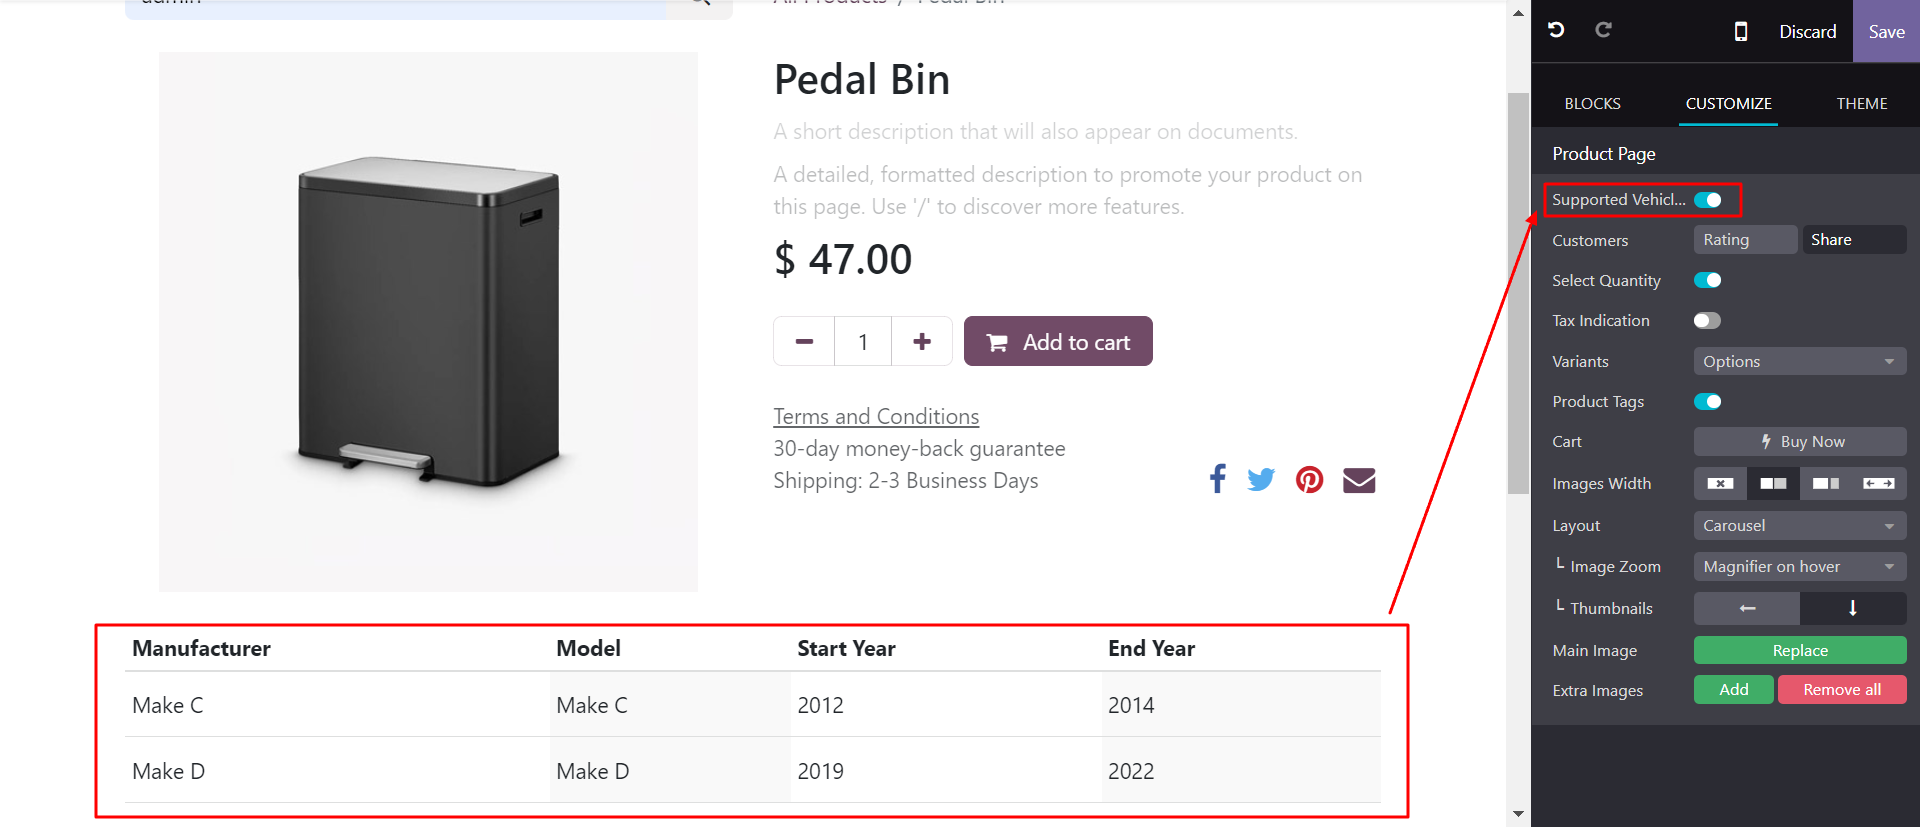 Pedal Bin
A short description that will also appear on documents.
A detailed, formatted description to promote your product on
this page. Use '/' to discover more features.
$ 47.00
1
Add to cart
Terms and Conditions
30-day money-back guarantee
Shipping: 2-3 Business Days
Manufacturer Model Start Year End Year
Make C Make C 2012 2014
Make D Make D 2019 2022
Discard Save
BLOCKS CUSTOMIZE THEME
Product Page
Supported Vehicl...
Customers Rating Share
Select Quantity
Tax Indication
Variants Options
Product Tags
Cart Buy Now
Images Width
Layout Carousel
Image Zoom Magnifier on hover
Thumbnails
Main Image Replace
Extra Images Add Remove all